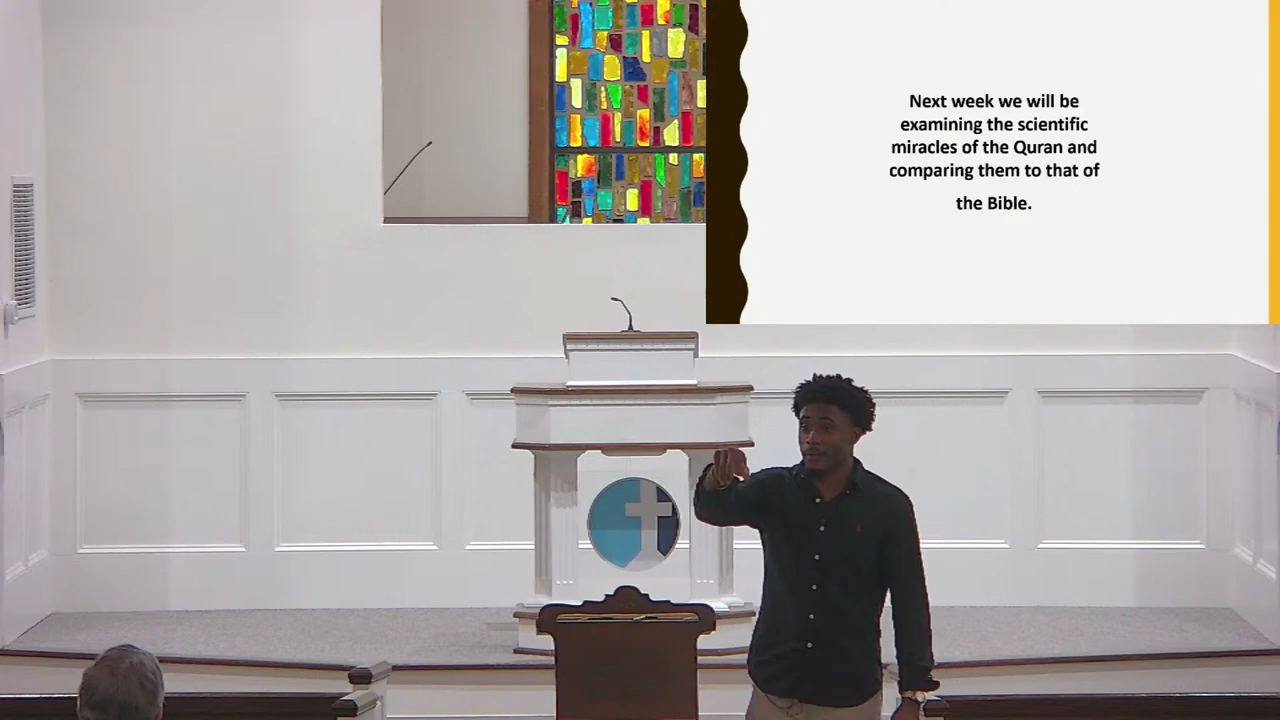 Next week we will be
examining the scientific
miracles of the Quran and
comparing them to that of
the Bible.